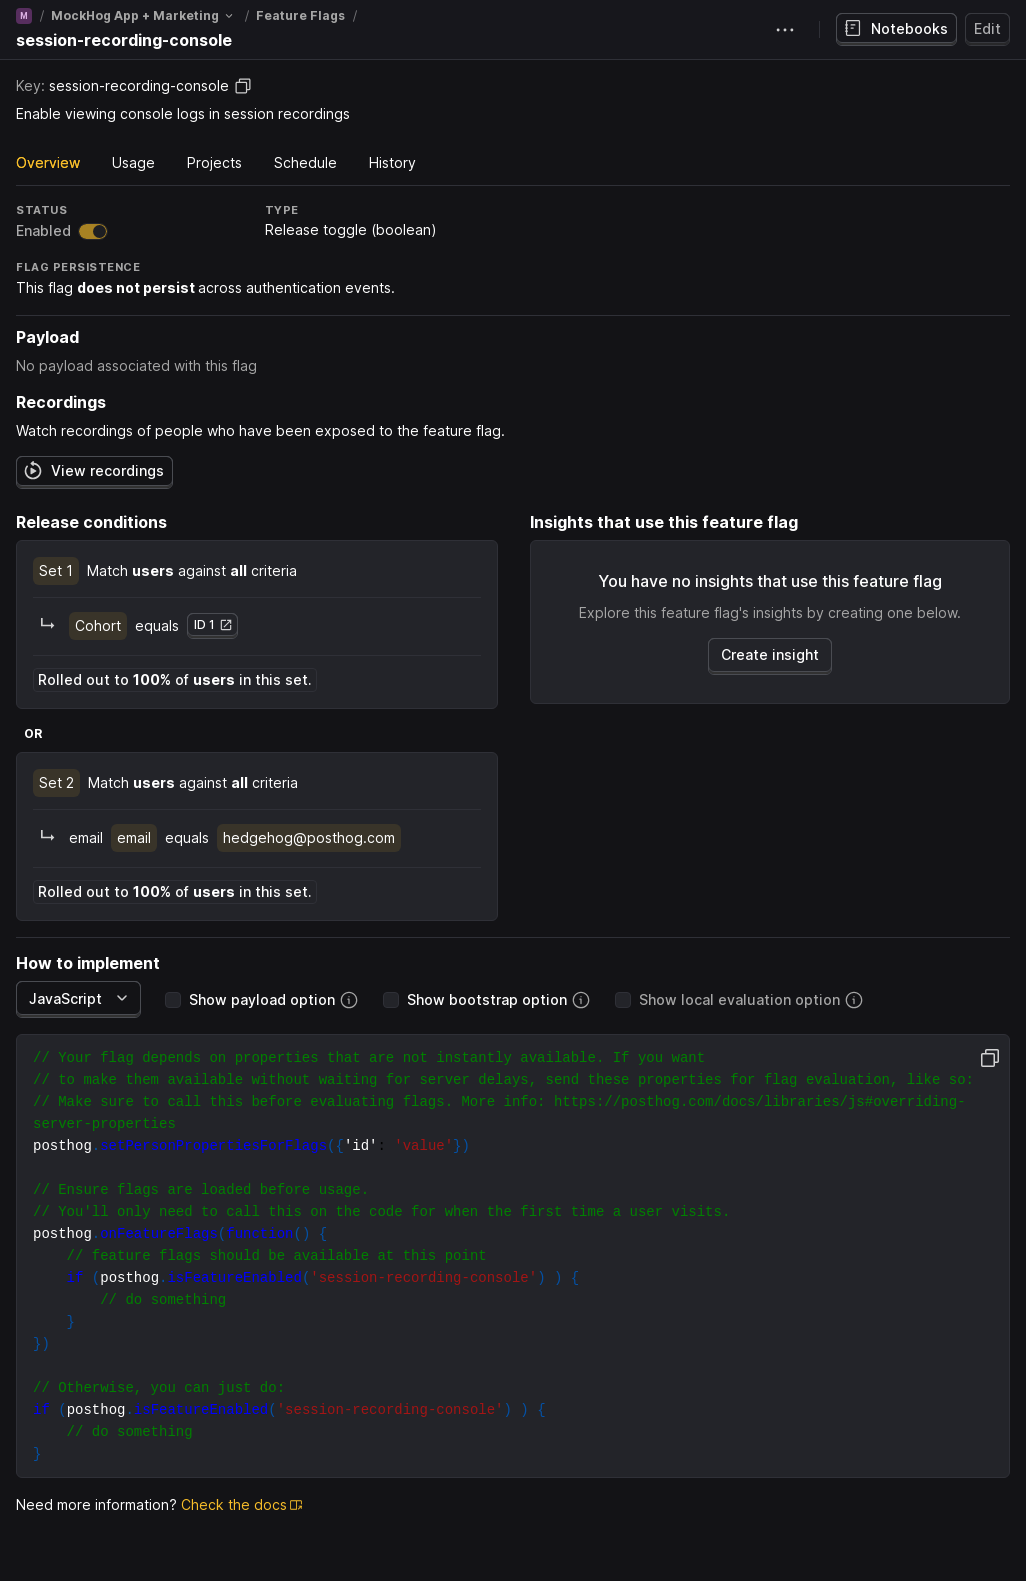 M / MockHog App + Marketing / Feature Flags /
session-recording-console
Notebooks
Edit
Key: session-recording-console
Enable viewing console logs in session recordings
Overview Usage Projects Schedule History
STATUS TYPE
Enabled Release toggle (boolean)
FLAG PERSISTENCE
This flag does not persist across authentication events.
Payload
No payload associated with this flag
Recordings
Watch recordings of people who have been exposed to the feature flag.
View recordings
Release conditions
Set 1 Match users against all criteria
Cohort equals ID 1
Rolled out to 100% of users in this set.
OR
Set 2 Match users against all criteria
email email equals hedgehog@posthog.com
Rolled out to 100% of users in this set.
Insights that use this feature flag
You have no insights that use this feature flag
Explore this feature flag's insights by creating one below.
Create insight
How to implement
JavaScript Show payload option Show bootstrap option Show local evaluation option
// Your flag depends on properties that are not instantly available. If you want
// to make them available without waiting for server delays, send these properties for flag evaluation, like so:
// Make sure to call this before evaluating flags. More info: https://posthog.com/docs/libraries/js#overriding-
server-properties
posthog.setPersonPropertiesForFlags({'id': 'value'})
// Ensure flags are loaded before usage.
// You'll only need to call this on the code for when the first time a user visits.
posthog.onFeatureFlags(function() {
    // feature flags should be available at this point
    if (posthog.isFeatureEnabled('session-recording-console') ) {
        // do something
    }
})
// Otherwise, you can just do:
if (posthog.isFeatureEnabled('session-recording-console') ) {
    // do something
}
Need more information? Check the docs